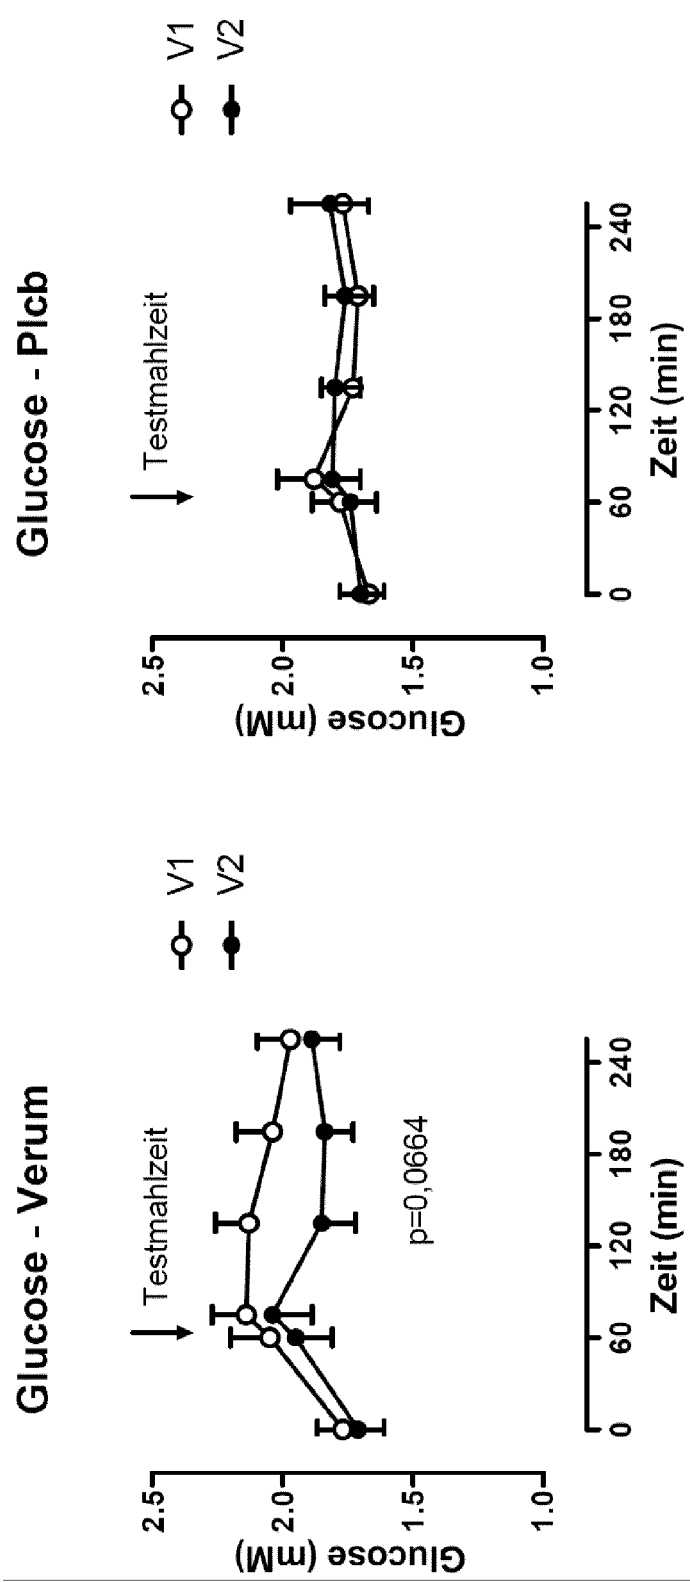 Glucose - Verum
Testmahlzeit
V1
V2
2.5
2.0
1.5
1.0
Glucose (mM)
p=0,0664
0
60
120
180
240
Zeit (min)
Glucose - Plcb
Testmahlzeit
V1
V2
2.5
2.0
1.5
1.0
Glucose (mM)
0
60
120
180
240
Zeit (min)